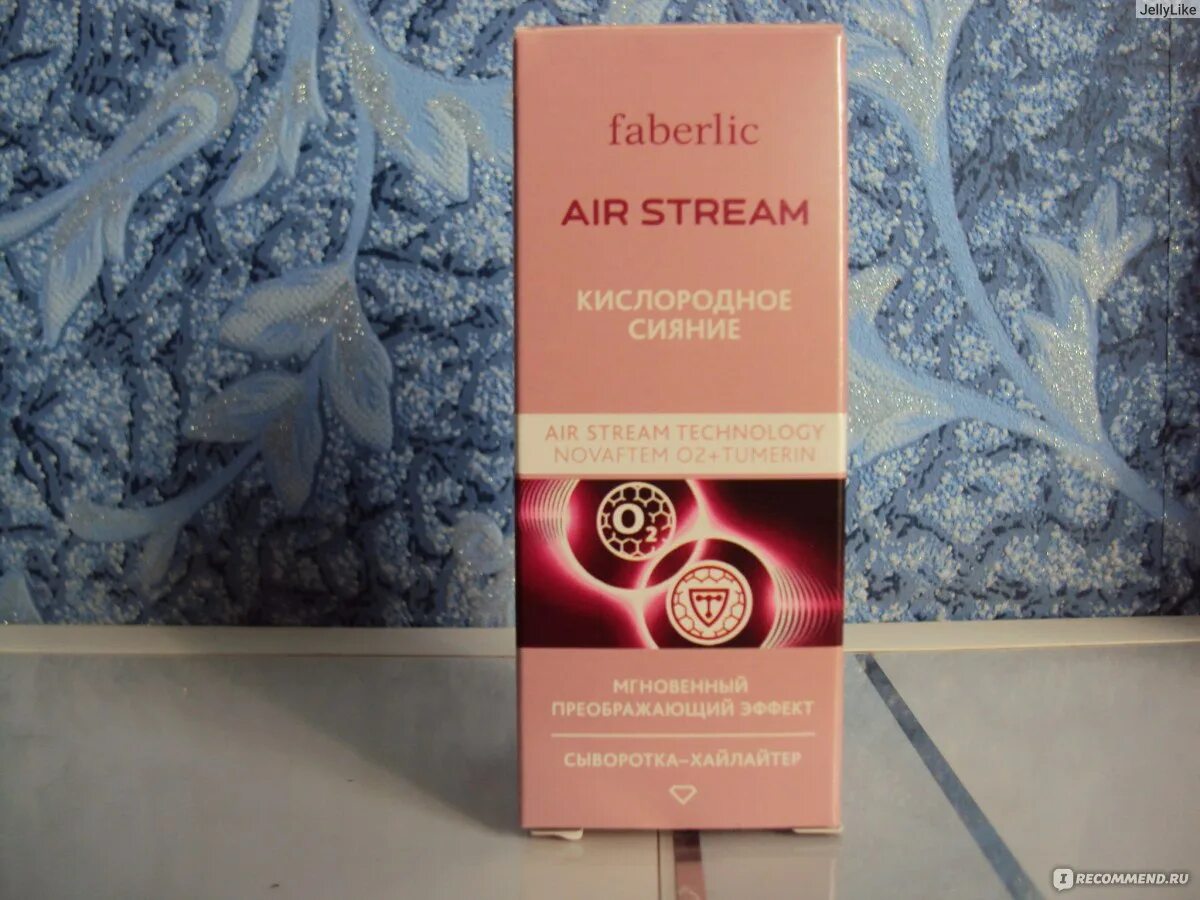 JellyLike
faberlic
AIR STREAM
КИСЛОРОДНОЕ
СИЯНИЕ
AIR STREAM TECHNOLOGY
NOVAFTEM O2+TUMERIN
O2
T
МГНОВЕННЫЙ
ПРЕОБРАЖАЮЩИЙ ЭФФЕКТ
СЫВОРОТКА–ХАЙЛАЙТЕР
I RECOMMEND.RU